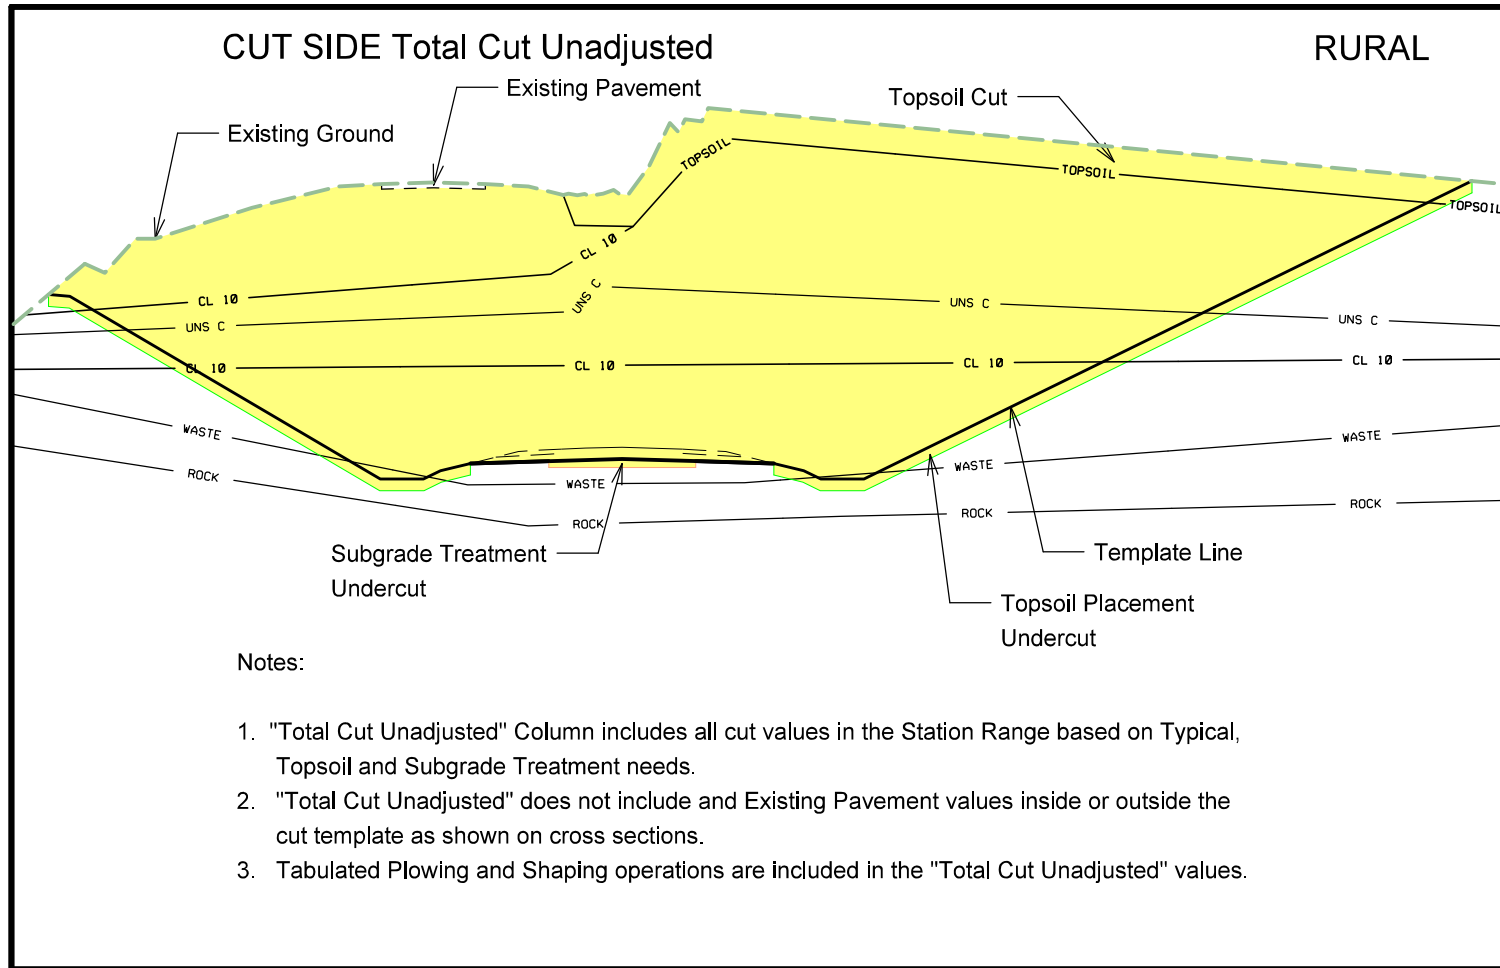 CUT SIDE Total Cut Unadjusted
RURAL
Existing Pavement
Topsoil Cut
Existing Ground
TOPSOIL
TOPSOIL
TOPSOIL
CL 10
CL 10
UNS C
UNS C
UNS C
UNS C
CL 10
CL 10
CL 10
CL 10
WASTE
WASTE
WASTE
WASTE
ROCK
ROCK
ROCK
ROCK
Subgrade Treatment
Undercut
Template Line
Topsoil Placement
Undercut
Notes:
1. "Total Cut Unadjusted" Column includes all cut values in the Station Range based on Typical,
Topsoil and Subgrade Treatment needs.
2. "Total Cut Unadjusted" does not include and Existing Pavement values inside or outside the
cut template as shown on cross sections.
3. Tabulated Plowing and Shaping operations are included in the "Total Cut Unadjusted" values.